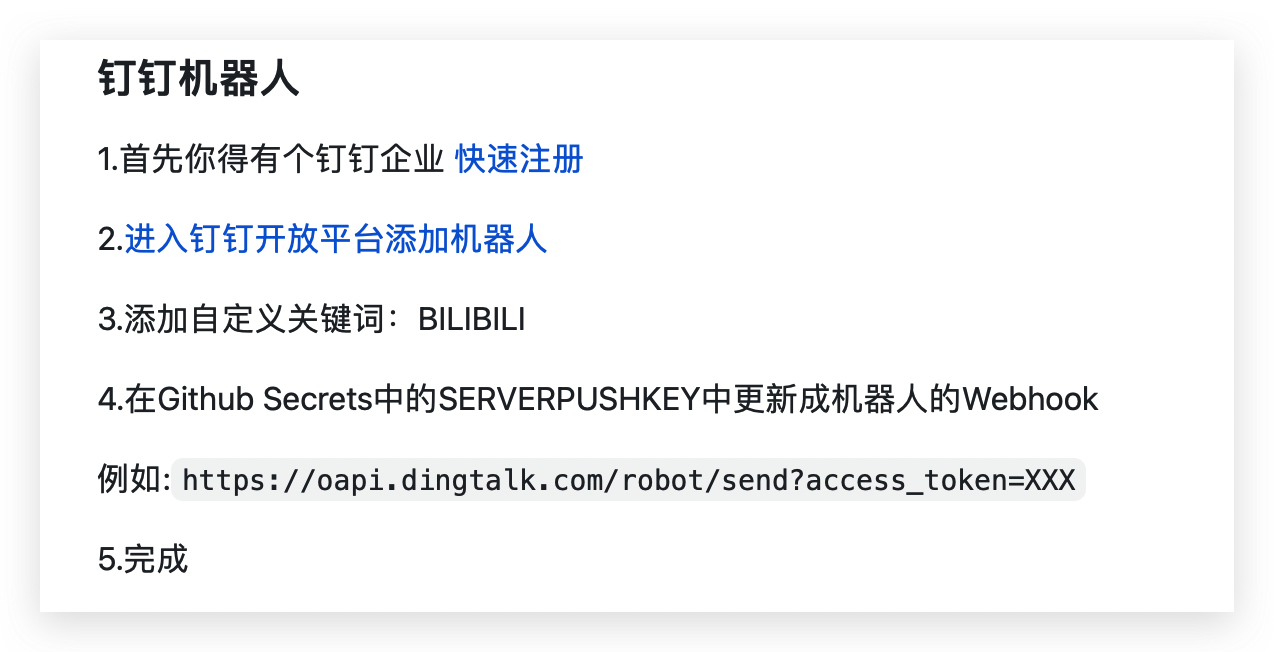 钉钉机器人
1.首先你得有个钉钉企业 快速注册
2.进入钉钉开放平台添加机器人
3.添加自定义关键词：BILIBILI
4.在Github Secrets中的SERVERPUSHKEY中更新成机器人的Webhook
例如:https://oapi.dingtalk.com/robot/send?access_token=XXX
5.完成